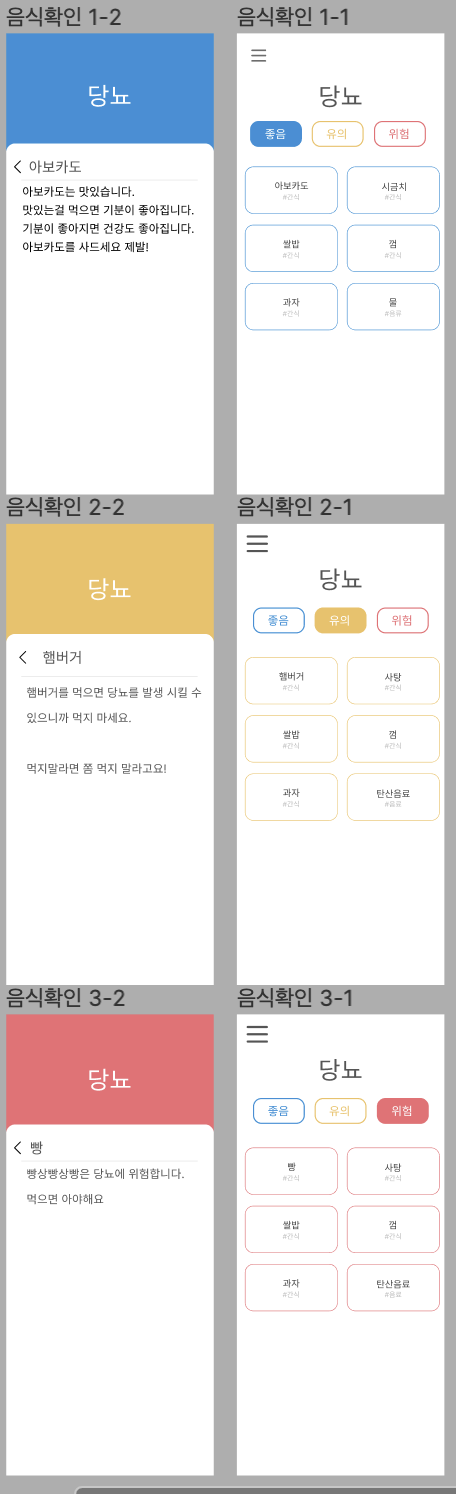 음식확인 1-2
당뇨
아보카도
아보카도는 맛있습니다.
맛있는걸 먹으면 기분이 좋아집니다.
기분이 좋아지면 건강도 좋아집니다.
아보카도를 사드세요 제발!
음식확인 1-1
당뇨
좋음 유의 위험
아보카도 시금치
#간식 #간식
쌀밥 껌
#간식 #간식
과자 물
#간식 #음류
음식확인 2-2
당뇨
햄버거
햄버거를 먹으면 당뇨를 발생 시킬 수
있으니까 먹지 마세요.
먹지말라면 쫌 먹지 말라고요!
음식확인 2-1
당뇨
좋음 유의 위험
햄버거 사탕
#간식 #간식
쌀밥 껌
#간식 #간식
과자 탄산음료
#간식 #음료
음식확인 3-2
당뇨
빵
빵상빵상빵은 당뇨에 위험합니다.
먹으면 아야해요
음식확인 3-1
당뇨
좋음 유의 위험
빵 사탕
#간식 #간식
쌀밥 껌
#간식 #간식
과자 탄산음료
#간식 #음료